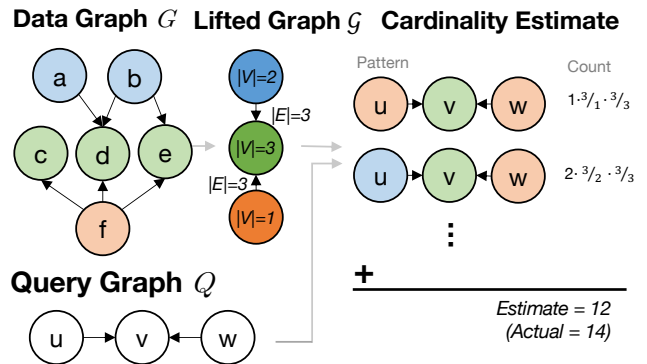 Data Graph G
Lifted Graph 𝒢
Cardinality Estimate
a
b
c
d
e
f
|V|=2
|E|=3
|V|=3
|E|=3
|V|=1
Pattern
Count
u
v
w
1·³/₁·³/₃
u
v
w
2·³/₂·³/₃
⋮
+
Estimate = 12
(Actual = 14)
Query Graph Q
u
v
w